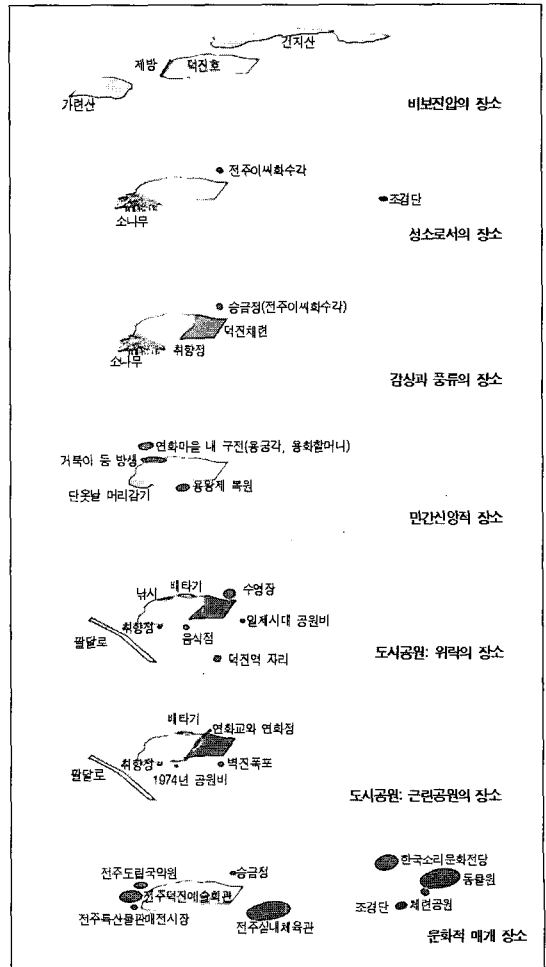 건지산
제방
덕진호
가련산
비보진압의 장소
전주이씨화수각
조경단
소나무
성소로서의 장소
승금정(전주이씨화수각)
덕진채련
취향정
소나무
감상과 풍류의 장소
연화마을 내 구전(용궁각, 용화할머니)
거북이 등 방생
단옷날 머리감기
용왕제 복원
민간신앙적 장소
낚시
배타기
수영장
취향정
일제시대 공원비
음식점
팔달로
덕진역 자리
도시공원: 위락의 장소
배타기
연화교와 연화정
취향정
벽진폭포
팔달로
1974년 공원비
도시공원: 근린공원의 장소
전주도립국악원
승금정
한국소리문화전당
전주덕진예술회관
동물원
전주특산물판매전시장
전주실내체육관
조경단
체련공원
문화적 매개 장소